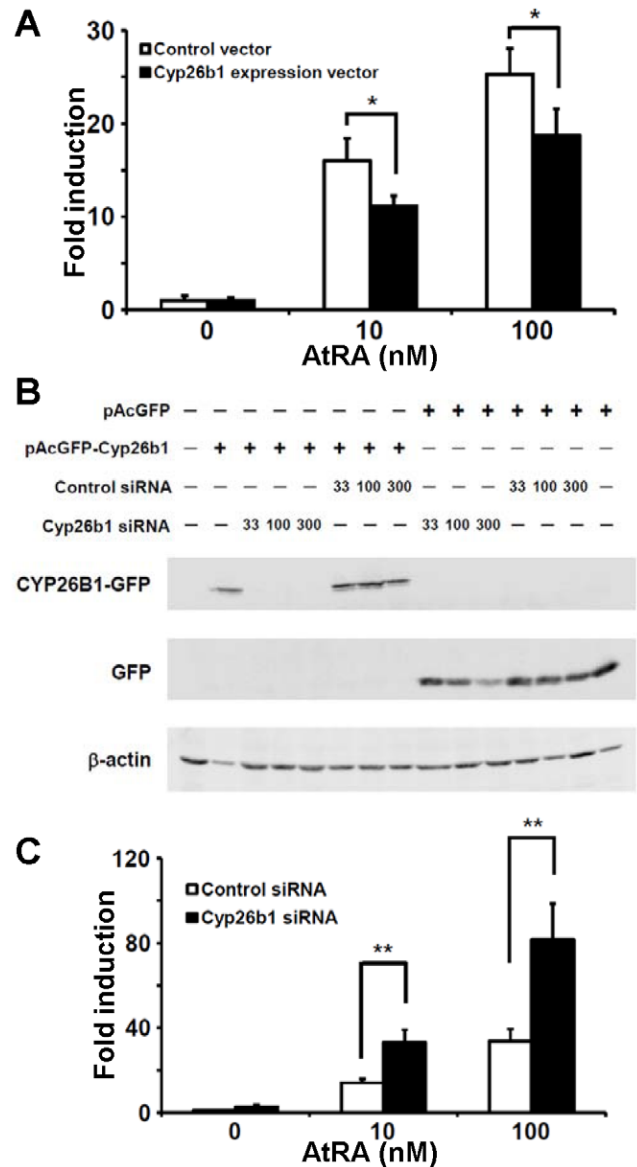 A
30
20
10
0
Fold induction
Control vector
Cyp26b1 expression vector
*
*
0 10 100
AtRA (nM)
B
pAcGFP – – – – – – – – + + + + + + +
pAcGFP-Cyp26b1 – + + + + + + + – – – – – – –
Control siRNA – – – – – 33 100 300 – – – 33 100 300 –
Cyp26b1 siRNA – – 33 100 300 – – – 33 100 300 – – – –
CYP26B1-GFP
GFP
β-actin
C
120
80
40
0
Fold induction
Control siRNA
Cyp26b1 siRNA
**
**
0 10 100
AtRA (nM)